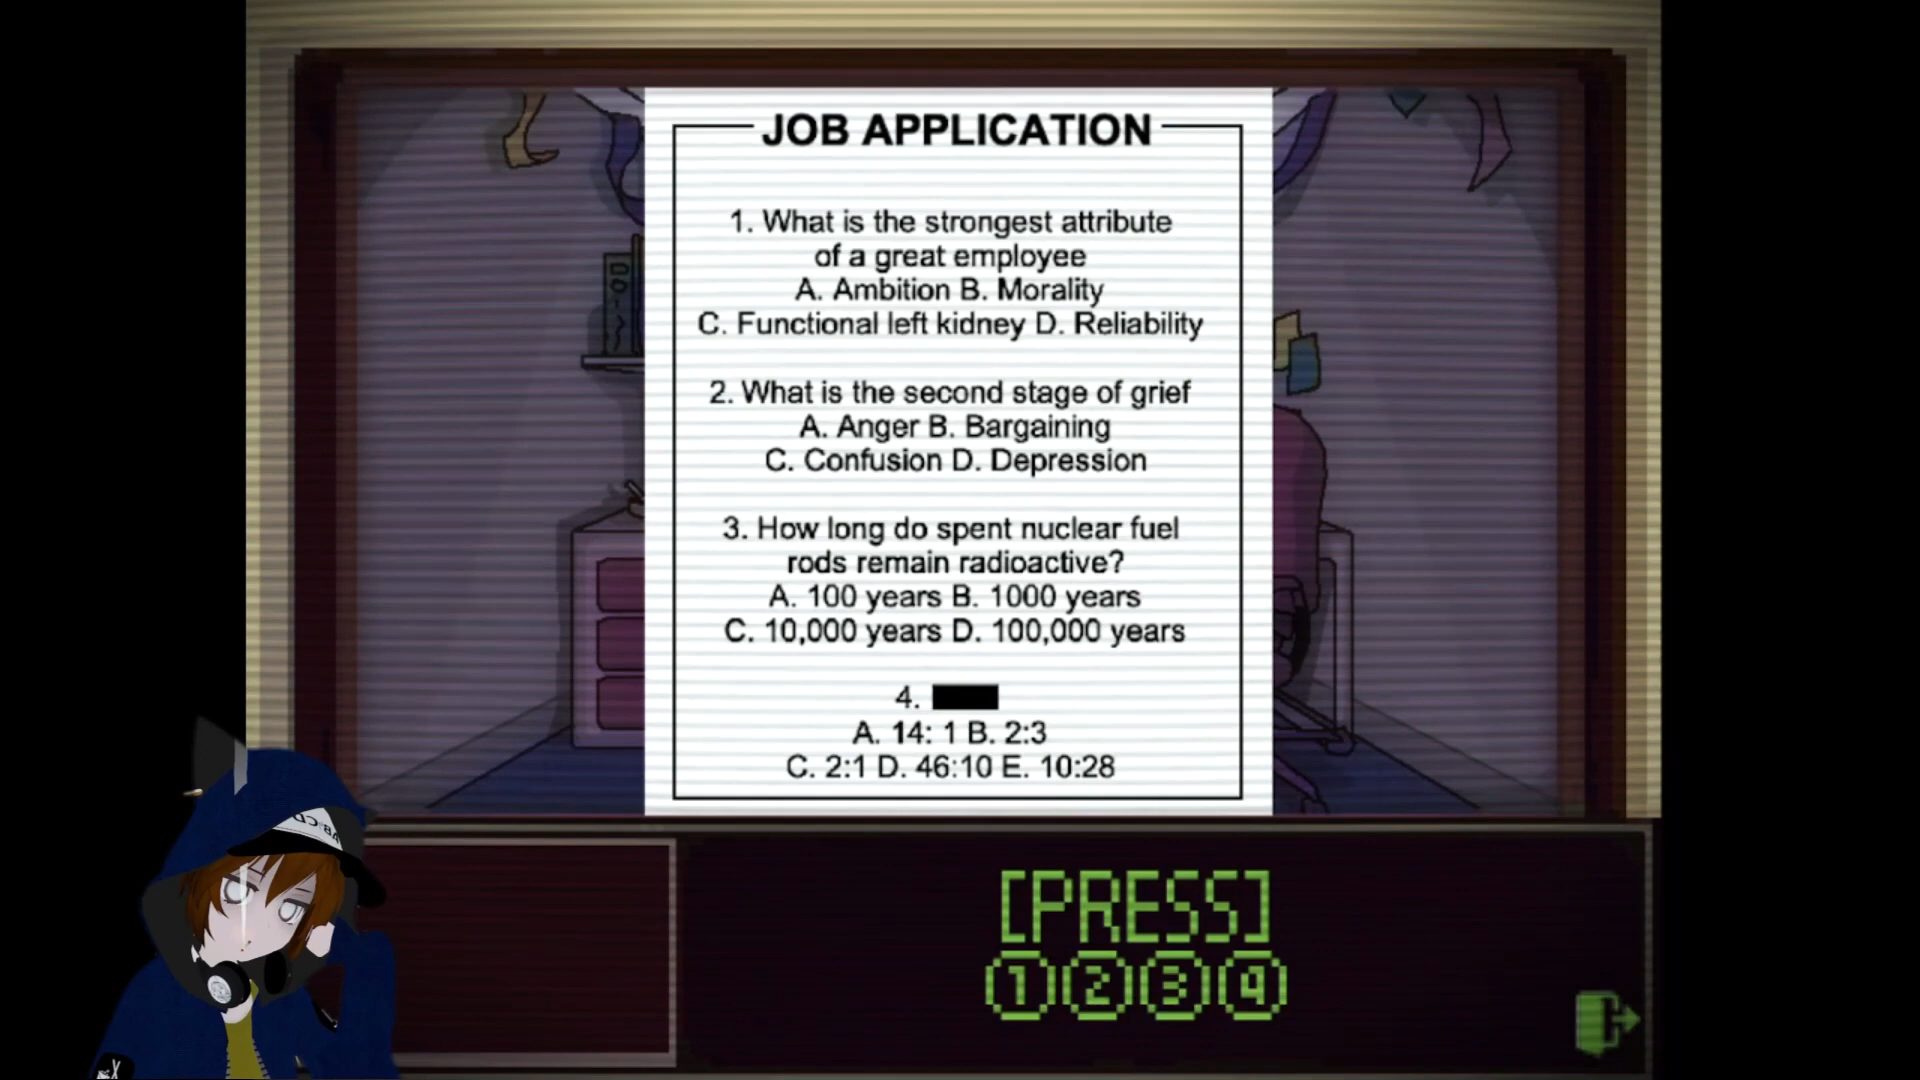 JOB APPLICATION
1. What is the strongest attribute
of a great employee
A. Ambition B. Morality
C. Functional left kidney D. Reliability
2. What is the second stage of grief
A. Anger B. Bargaining
C. Confusion D. Depression
3. How long do spent nuclear fuel
rods remain radioactive?
A. 100 years B. 1000 years
C. 10,000 years D. 100,000 years
4.
A. 14: 1 B. 2:3
C. 2:1 D. 46:10 E. 10:28
[PRESS]
1 2 3 4